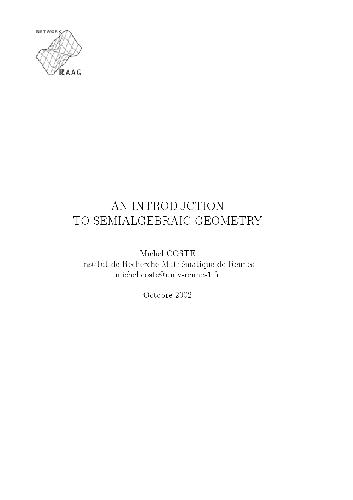 NETWORK
RAAG
AN INTRODUCTION
TO SEMIALGEBRAIC GEOMETRY
Michel COSTE
Institut de Recherche Mathématique de Rennes
michel.coste@univ-rennes1.fr
Octobre 2002